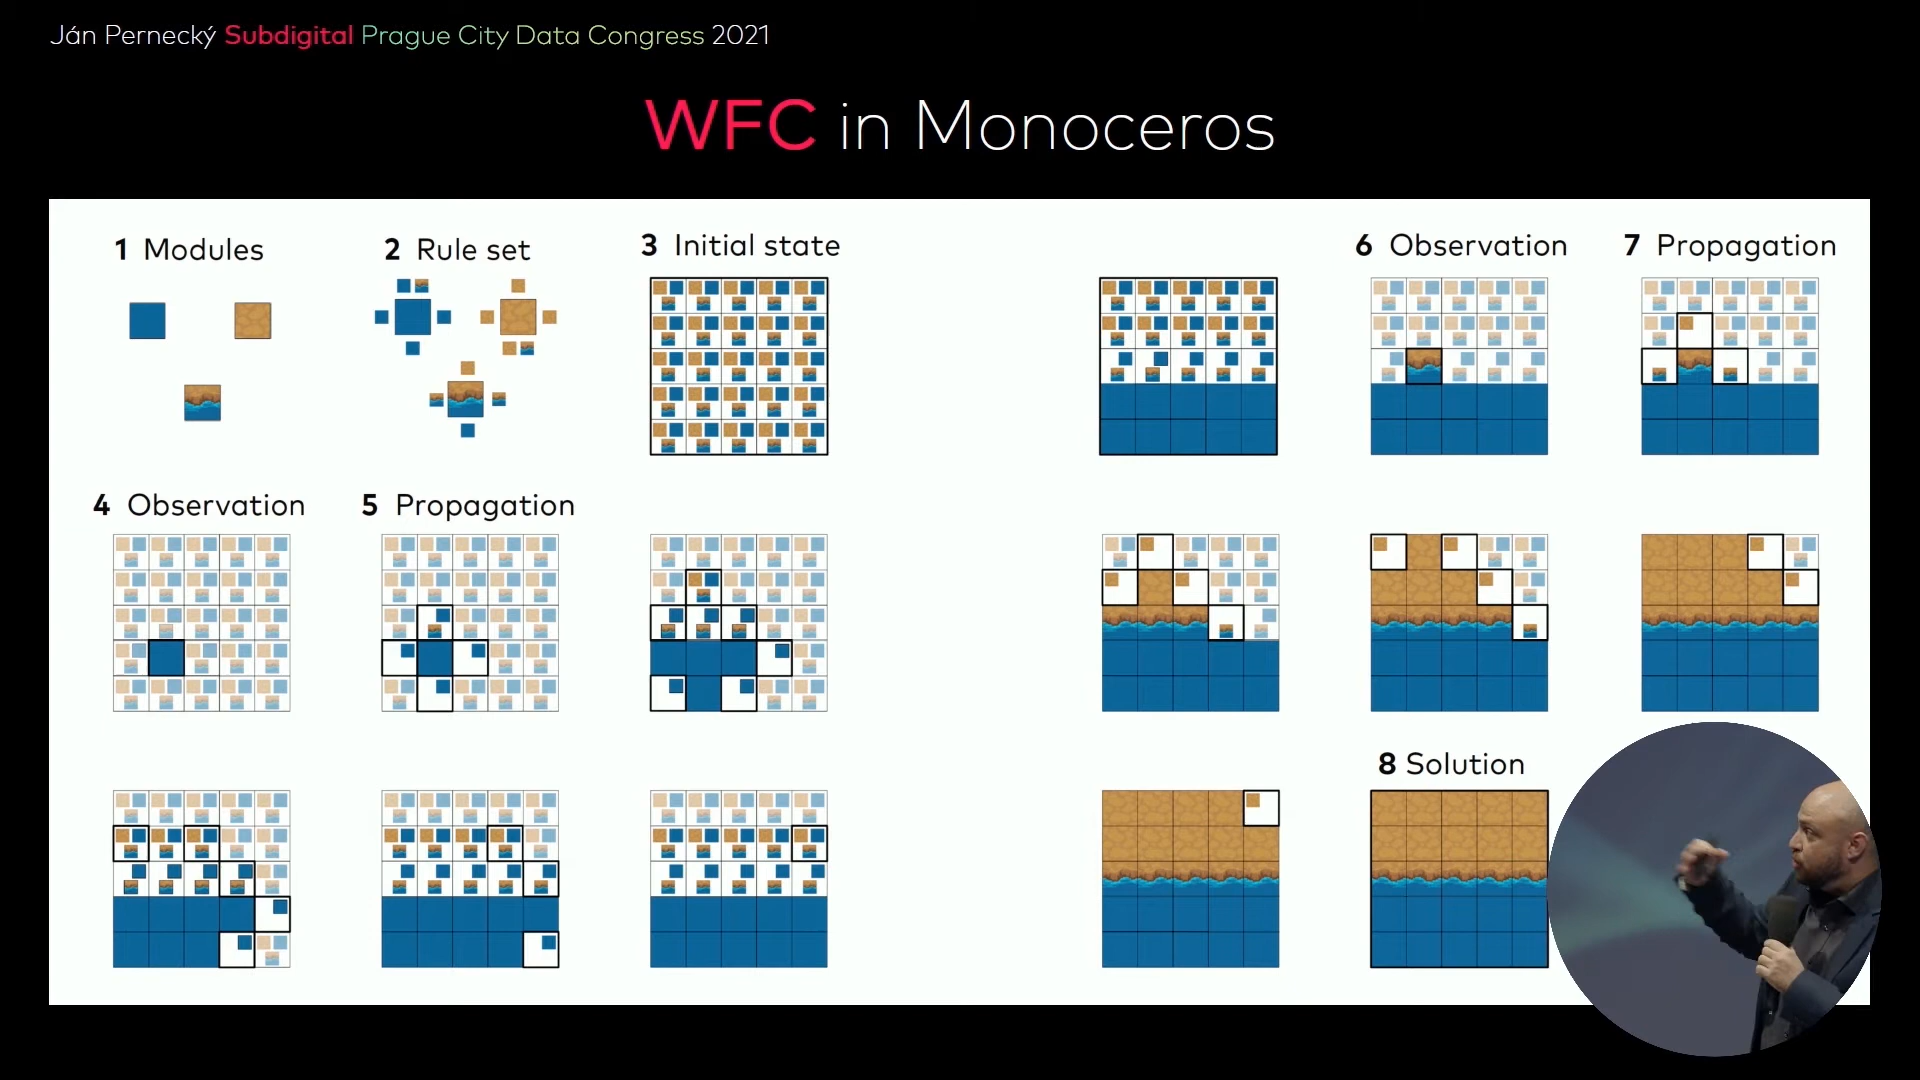 Ján Pernecký Subdigital Prague City Data Congress 2021
WFC in Monoceros
1 Modules
2 Rule set
3 Initial state
6 Observation
7 Propagation
4 Observation
5 Propagation
8 Solution